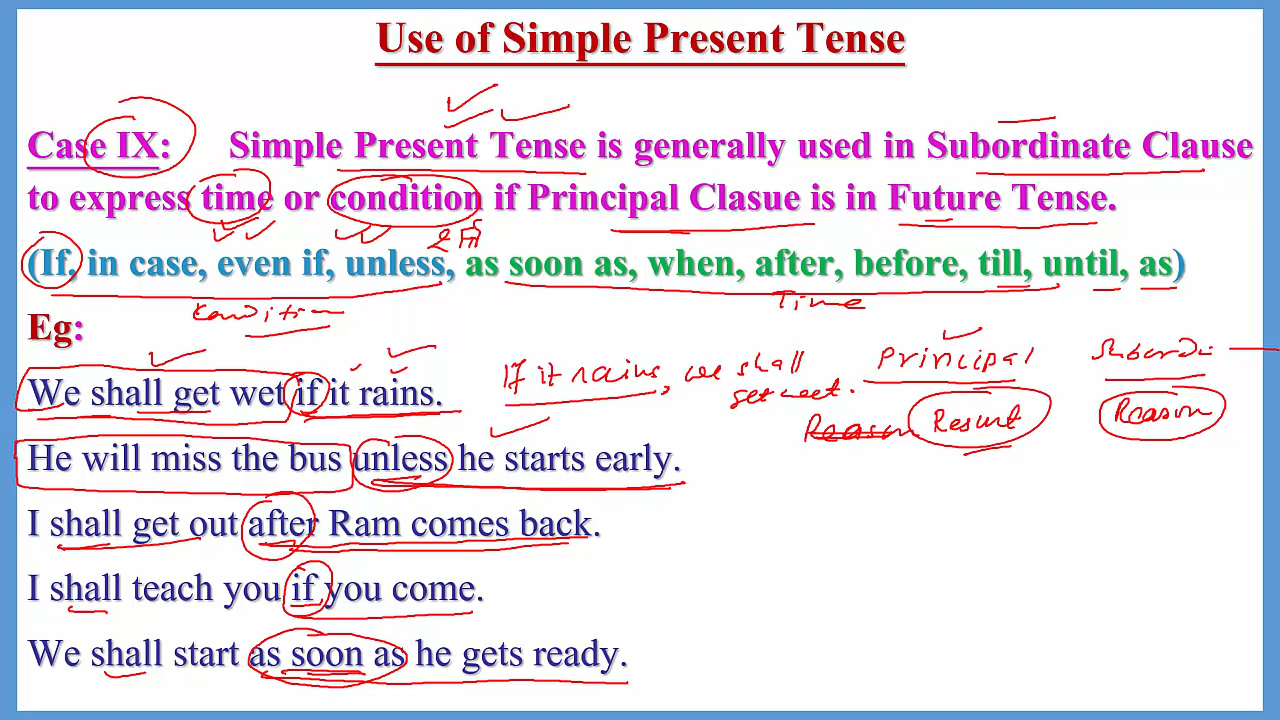 Use of Simple Present Tense
Case IX: Simple Present Tense is generally used in Subordinate Clause
to express time or condition if Principal Clasue is in Future Tense.
(If, in case, even if, unless, as soon as, when, after, before, till, until, as)
Condition
Time
Eg:
We shall get wet if it rains.
If it rains, we shall
get wet.
Principal
Subordi
Reason
Result
Reason
He will miss the bus unless he starts early.
I shall get out after Ram comes back.
I shall teach you if you come.
We shall start as soon as he gets ready.